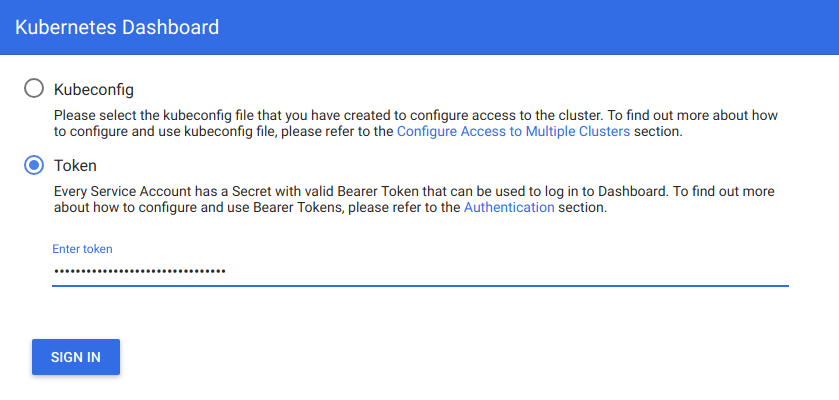 Kubernetes Dashboard
Kubeconfig
Please select the kubeconfig file that you have created to configure access to the cluster. To find out more about how
to configure and use kubeconfig file, please refer to the Configure Access to Multiple Clusters section.
Token
Every Service Account has a Secret with valid Bearer Token that can be used to log in to Dashboard. To find out more
about how to configure and use Bearer Tokens, please refer to the Authentication section.
Enter token
••••••••••••••••••••••••••••••••
SIGN IN